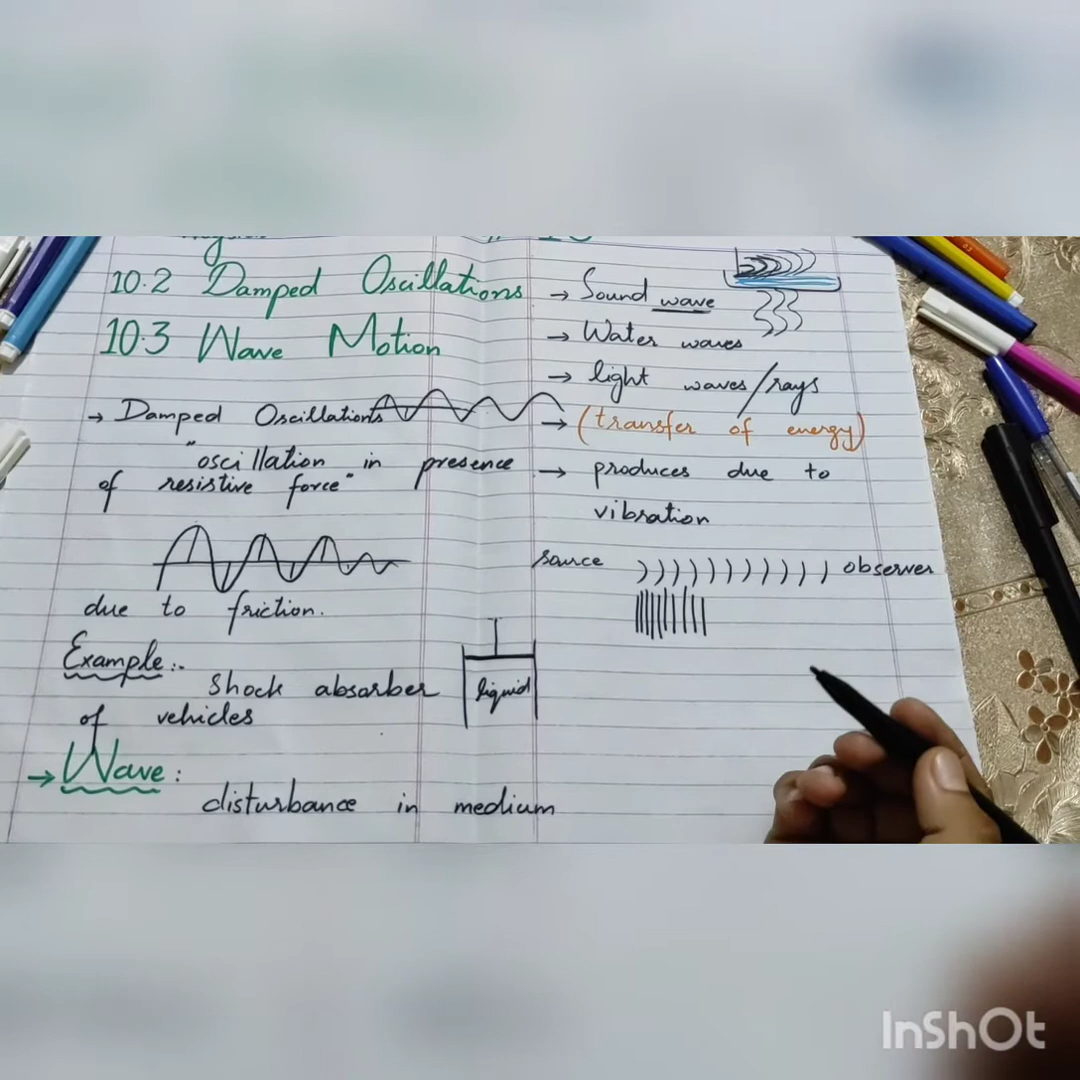 10.2 Damped Oscillations
10.3 Wave Motion
→ Damped Oscillations
"oscillation in presence
of resistive force"
due to friction.
Example:-
Shock absorber
of vehicles
liquid
→ Wave:
disturbance in medium
→ Sound wave
→ Water waves
→ light waves/rays
→ (transfer of energy)
→ produces due to
vibration
source
observer
InShOt